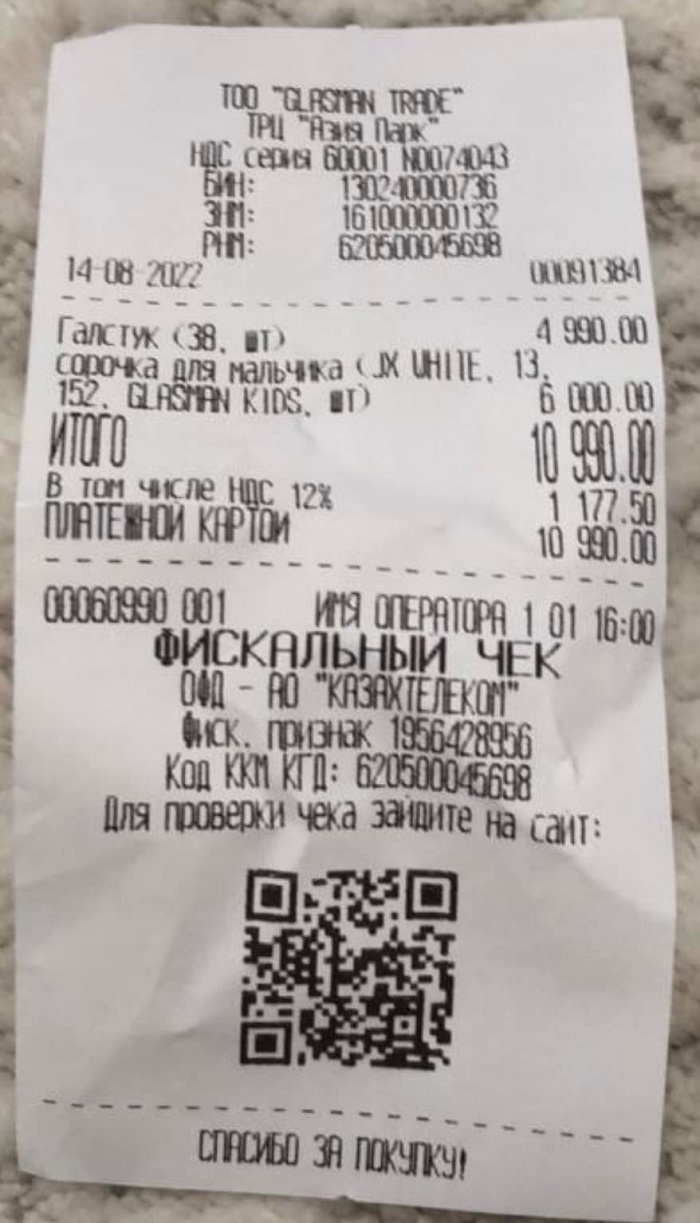 ТОО "GLASMAN TRADE"
ТРЦ "Азия Парк"
НДС серия 60001 N0074043
БИН: 130240000736
ЗНМ: 161000000132
РНМ: 620500045698
14-08-2022 00091384
Галстук (38, шт) 4 990.00
сорочка для мальчика (JX WHITE, 13,
152, GLASMAN KIDS, шт) 6 000.00
ИТОГО 10 990.00
В том числе НДС 12% 1 177.50
ПЛАТЕЖНОЙ КАРТОЙ 10 990.00
00060990 001 ИМЯ ОПЕРАТОРА 1 01 16:00
ФИСКАЛЬНЫЙ ЧЕК
ОФД - АО "КАЗАХТЕЛЕКОМ"
Фиск. признак 1956428956
Код ККМ КГД: 620500045698
Для проверки чека зайдите на сайт:
СПАСИБО ЗА ПОКУПКУ!